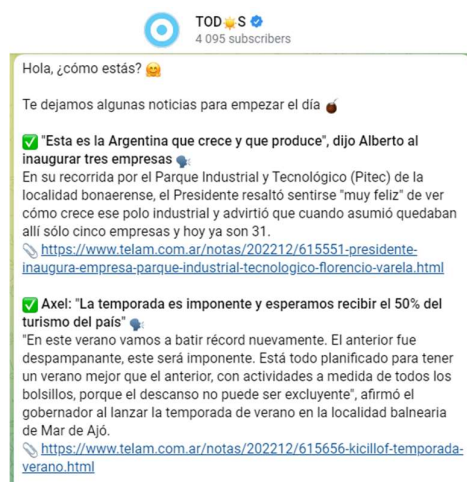 TOD☀️S
4 095 subscribers
Hola, ¿cómo estás? 🤗
Te dejamos algunas noticias para empezar el día 🧉
✅ "Esta es la Argentina que crece y que produce", dijo Alberto al
inaugurar tres empresas 🗣
En su recorrida por el Parque Industrial y Tecnológico (Pitec) de la
localidad bonaerense, el Presidente resaltó sentirse "muy feliz" de ver
cómo crece ese polo industrial y advirtió que cuando asumió quedaban
allí sólo cinco empresas y hoy ya son 31.
📎 https://www.telam.com.ar/notas/202212/615551-presidente-
inaugura-empresa-parque-industrial-tecnologico-florencio-varela.html
✅ Axel: "La temporada es imponente y esperamos recibir el 50% del
turismo del país" 🗣
"En este verano vamos a batir récord nuevamente. El anterior fue
despampanante, este será imponente. Está todo planificado para tener
un verano mejor que el anterior, con actividades a medida de todos los
bolsillos, porque el descanso no puede ser excluyente", afirmó el
gobernador al lanzar la temporada de verano en la localidad balnearia
de Mar de Ajó.
📎 https://www.telam.com.ar/notas/202212/615656-kicillof-temporada-
verano.html